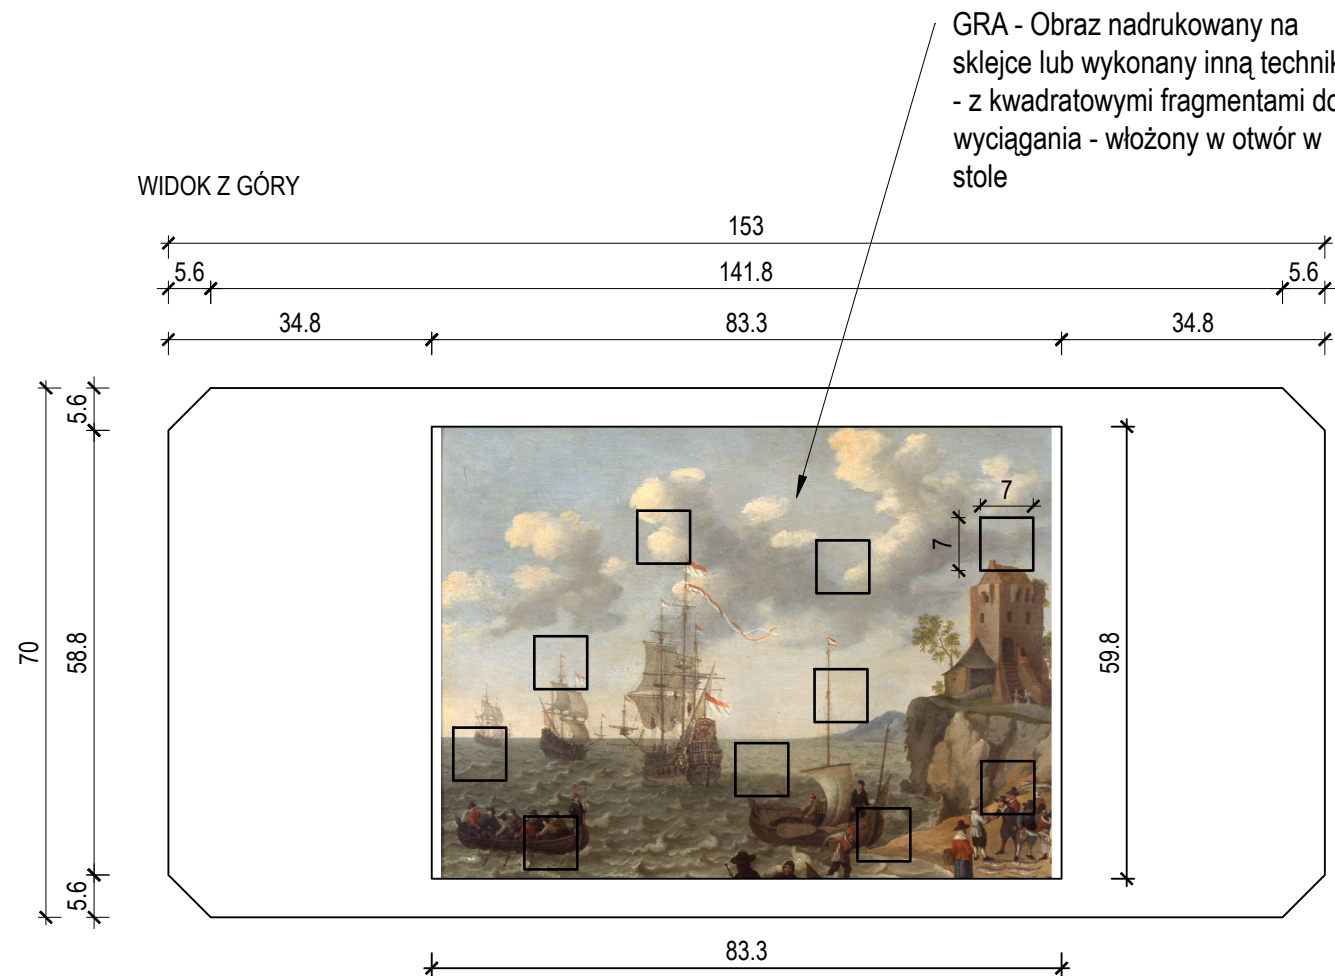 GRA - Obraz nadrukowany na
sklejce lub wykonany inną technik
- z kwadratowymi fragmentami do
wyciągania - włożony w otwór w
stole
WIDOK Z GÓRY
153
5.6 141.8 5.6
34.8 83.3 34.8
5.6
7
7
70
58.8
59.8
5.6
83.3